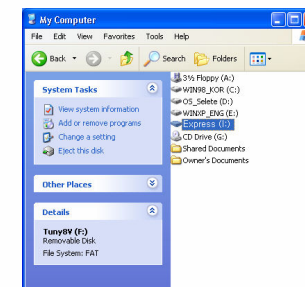 My Computer
File Edit View Favorites Tools Help
Back Search Folders
System Tasks
View system information
Add or remove programs
Change a setting
Eject this disk
Other Places
Details
Tuny8V (F:)
Removable Disk
File System: FAT
3½ Floppy (A:)
WIN98_KOR (C:)
OS_Selete (D:)
WINXP_ENG (E:)
Express (I:)
CD Drive (G:)
Shared Documents
Owner's Documents